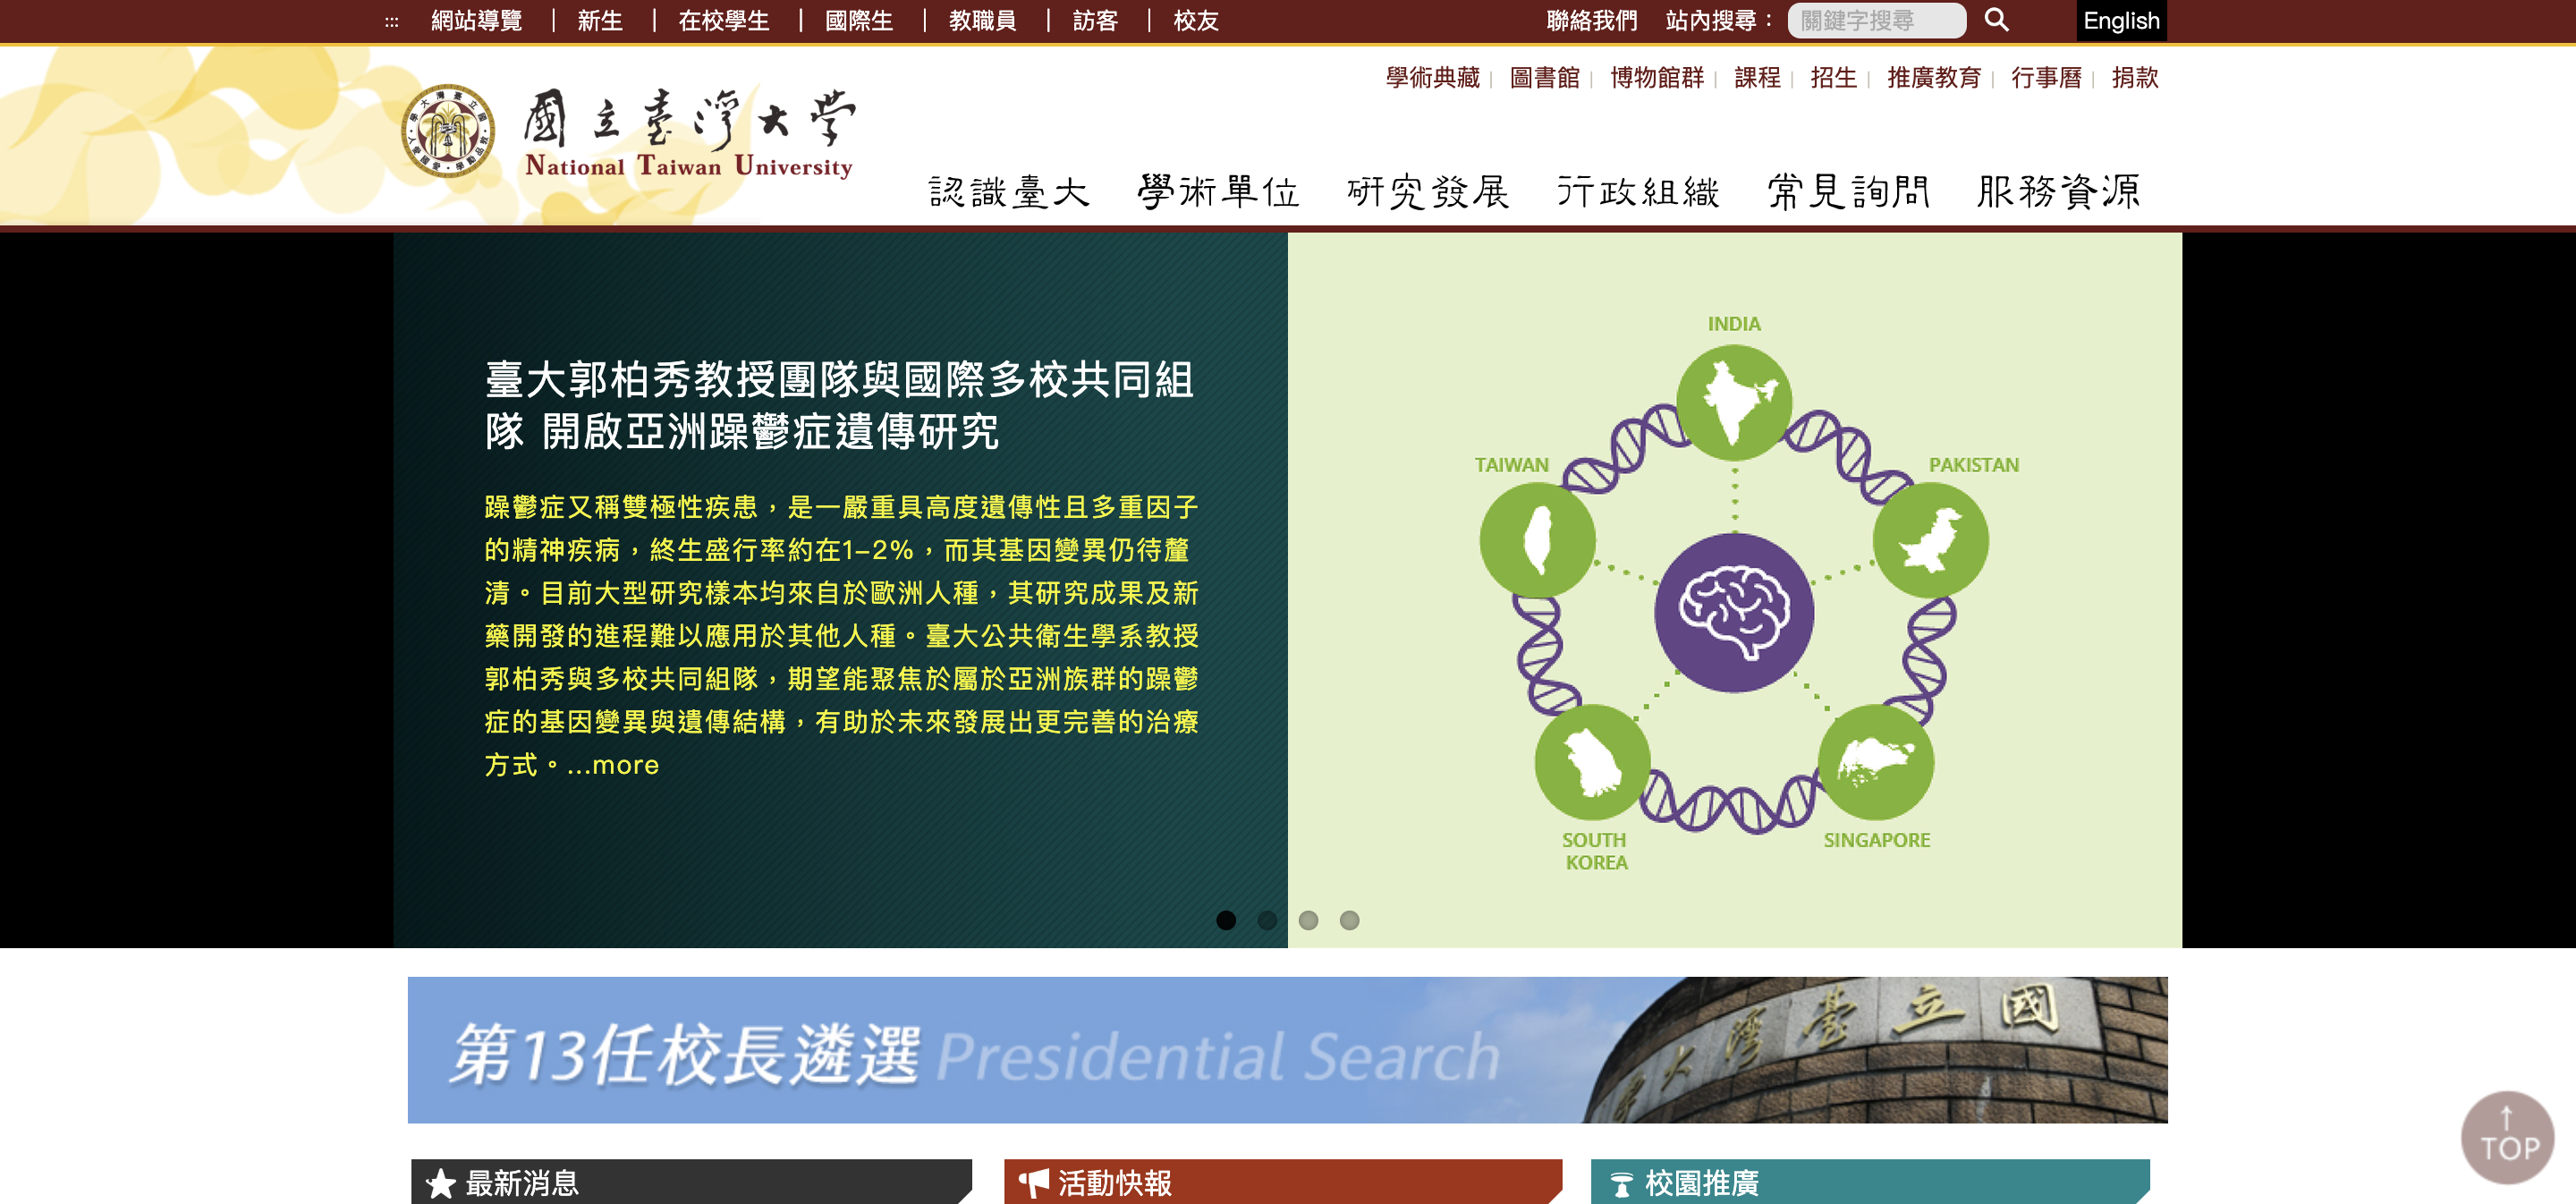 :::
網站導覽 | 新生 | 在校學生 | 國際生 | 教職員 | 訪客 | 校友
聯絡我們 站內搜尋： 關鍵字搜尋 English
學術典藏 | 圖書館 | 博物館群 | 課程 | 招生 | 推廣教育 | 行事曆 | 捐款
國立臺灣大學
National Taiwan University
認識臺大 學術單位 研究發展 行政組織 常見詢問 服務資源
臺大郭柏秀教授團隊與國際多校共同組
隊 開啟亞洲躁鬱症遺傳研究
躁鬱症又稱雙極性疾患，是一嚴重具高度遺傳性且多重因子
的精神疾病，終生盛行率約在1–2%，而其基因變異仍待釐
清。目前大型研究樣本均來自於歐洲人種，其研究成果及新
藥開發的進程難以應用於其他人種。臺大公共衛生學系教授
郭柏秀與多校共同組隊，期望能聚焦於屬於亞洲族群的躁鬱
症的基因變異與遺傳結構，有助於未來發展出更完善的治療
方式。...more
INDIA
TAIWAN
PAKISTAN
SOUTH
KOREA
SINGAPORE
第13任校長遴選 Presidential Search
國立臺灣大
TOP
最新消息
活動快報
校園推廣